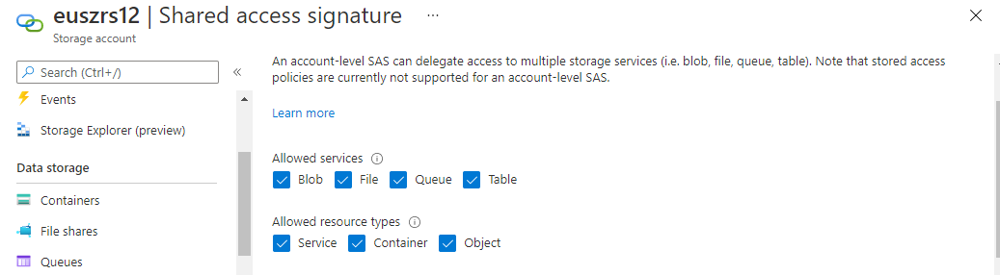 euszrs12 | Shared access signature ...
Storage account
Search (Ctrl+/)
«
Events
Storage Explorer (preview)
Data storage
Containers
File shares
Queues
An account-level SAS can delegate access to multiple storage services (i.e. blob, file, queue, table). Note that stored access
policies are currently not supported for an account-level SAS.
Learn more
Allowed services
Blob File Queue Table
Allowed resource types
Service Container Object